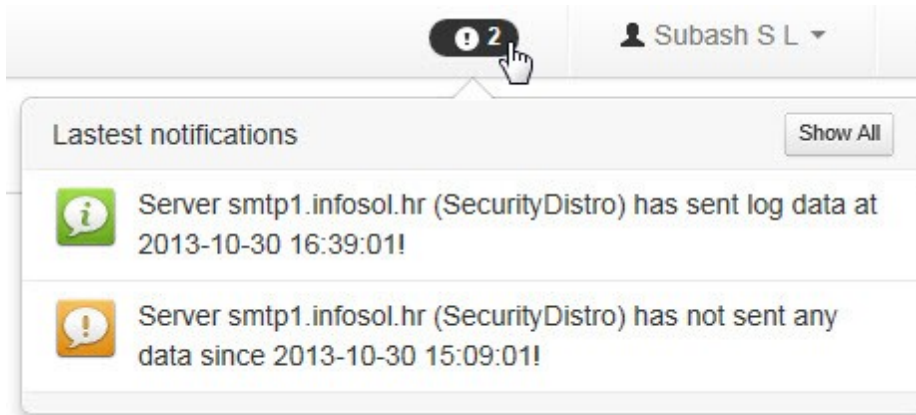 2
Subash S L
Lastest notifications
Show All
Server smtp1.infosol.hr (SecurityDistro) has sent log data at
2013-10-30 16:39:01!
Server smtp1.infosol.hr (SecurityDistro) has not sent any
data since 2013-10-30 15:09:01!